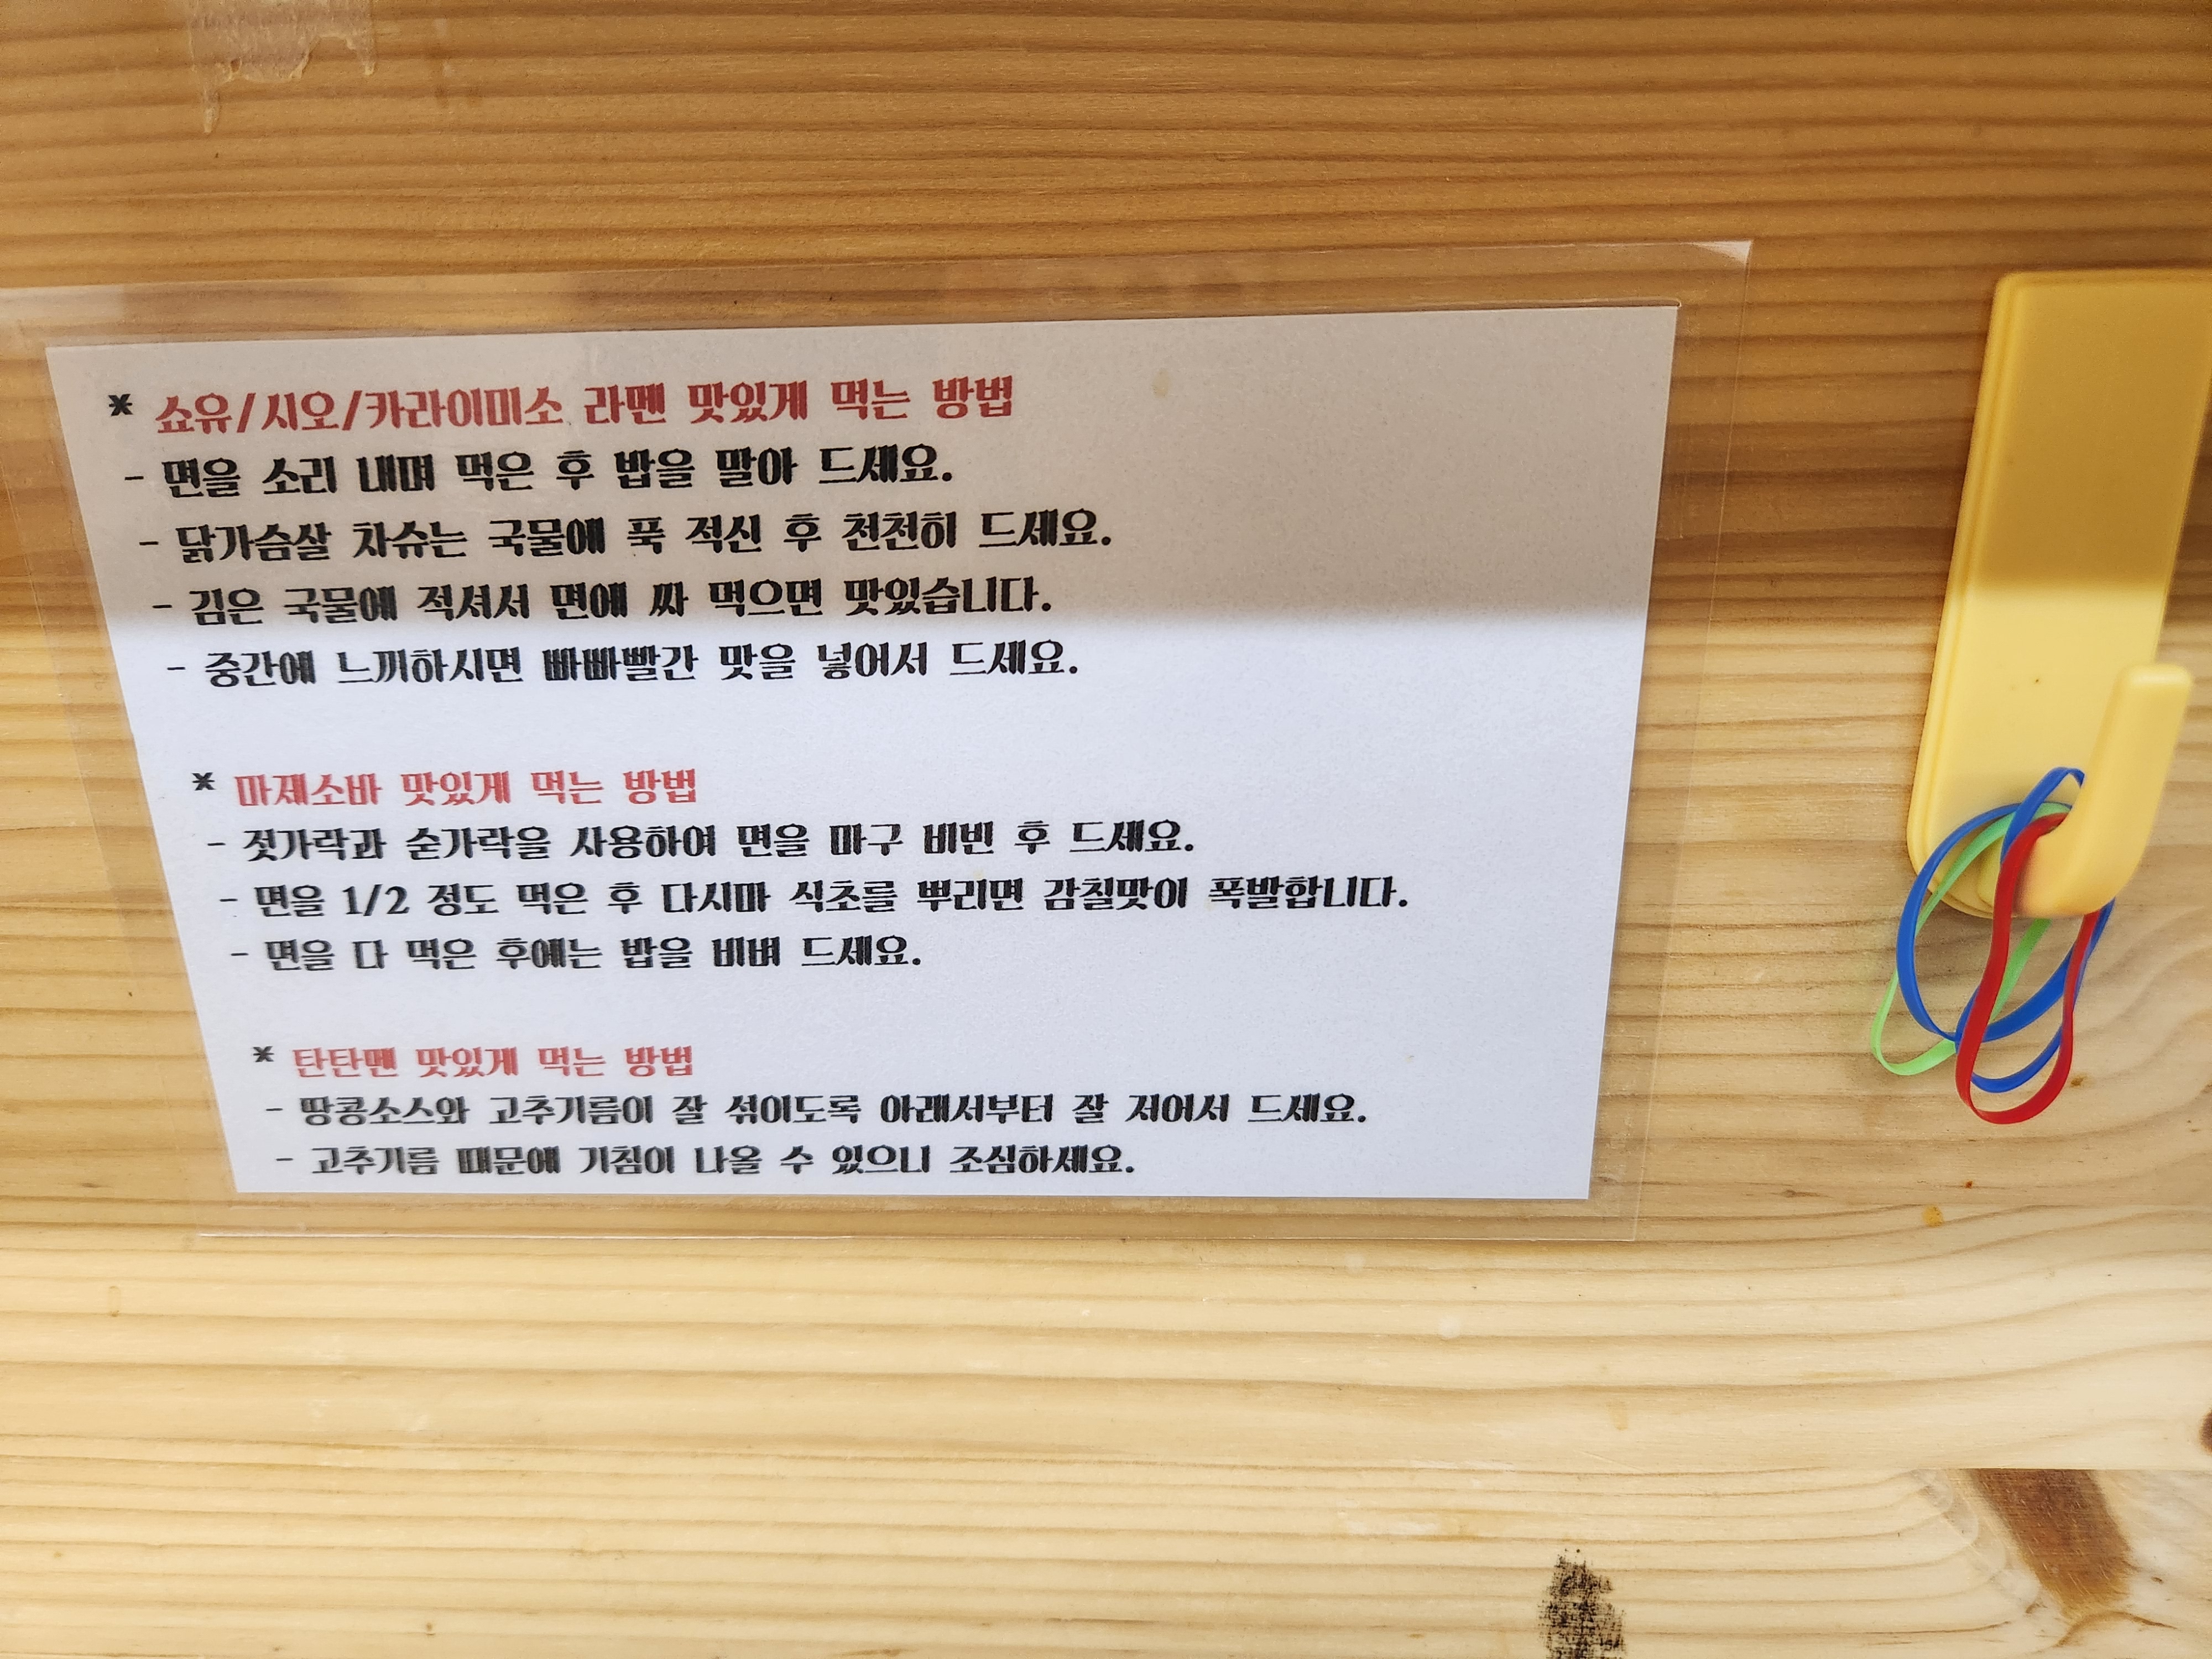 * 쇼유/시오/카라이미소 라멘 맛있게 먹는 방법
- 면을 소리 내며 먹은 후 밥을 말아 드세요.
- 닭가슴살 차슈는 국물에 푹 적신 후 천천히 드세요.
- 김은 국물에 적셔서 면에 싸 먹으면 맛있습니다.
- 중간에 느끼하시면 빠빠빨간 맛을 넣어서 드세요.
* 마제소바 맛있게 먹는 방법
- 젓가락과 숟가락을 사용하여 면을 마구 비빈 후 드세요.
- 면을 1/2 정도 먹은 후 다시마 식초를 뿌리면 감칠맛이 폭발합니다.
- 면을 다 먹은 후에는 밥을 비벼 드세요.
* 탄탄멘 맛있게 먹는 방법
- 땅콩소스와 고추기름이 잘 섞이도록 아래서부터 잘 저어서 드세요.
- 고추기름 때문에 기침이 나올 수 있으니 조심하세요.